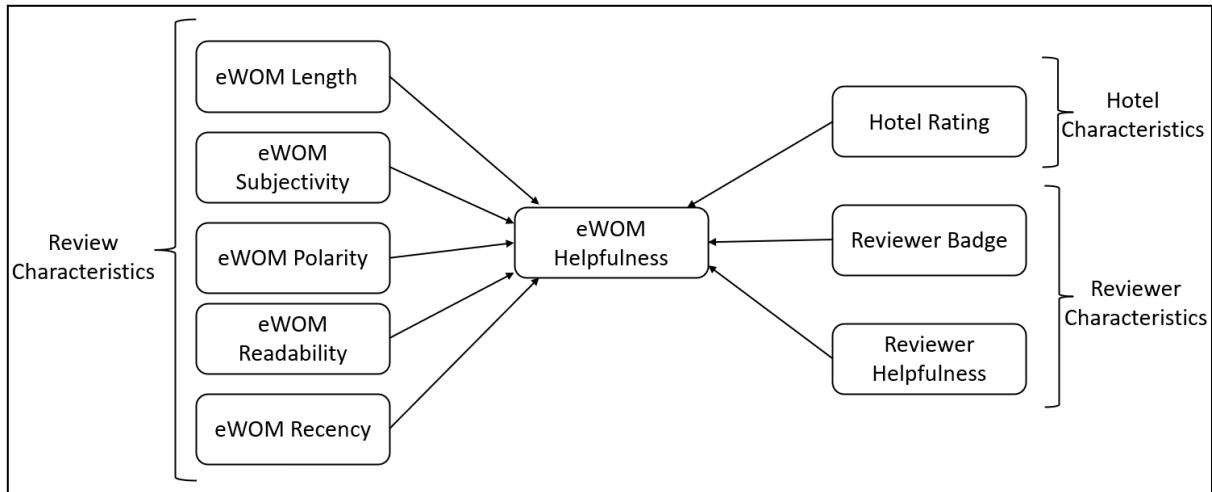 Review
Characteristics
eWOM Length
eWOM
Subjectivity
eWOM Polarity
eWOM
Readability
eWOM Recency
eWOM
Helpfulness
Hotel Rating
Reviewer Badge
Reviewer
Helpfulness
Hotel
Characteristics
Reviewer
Characteristics